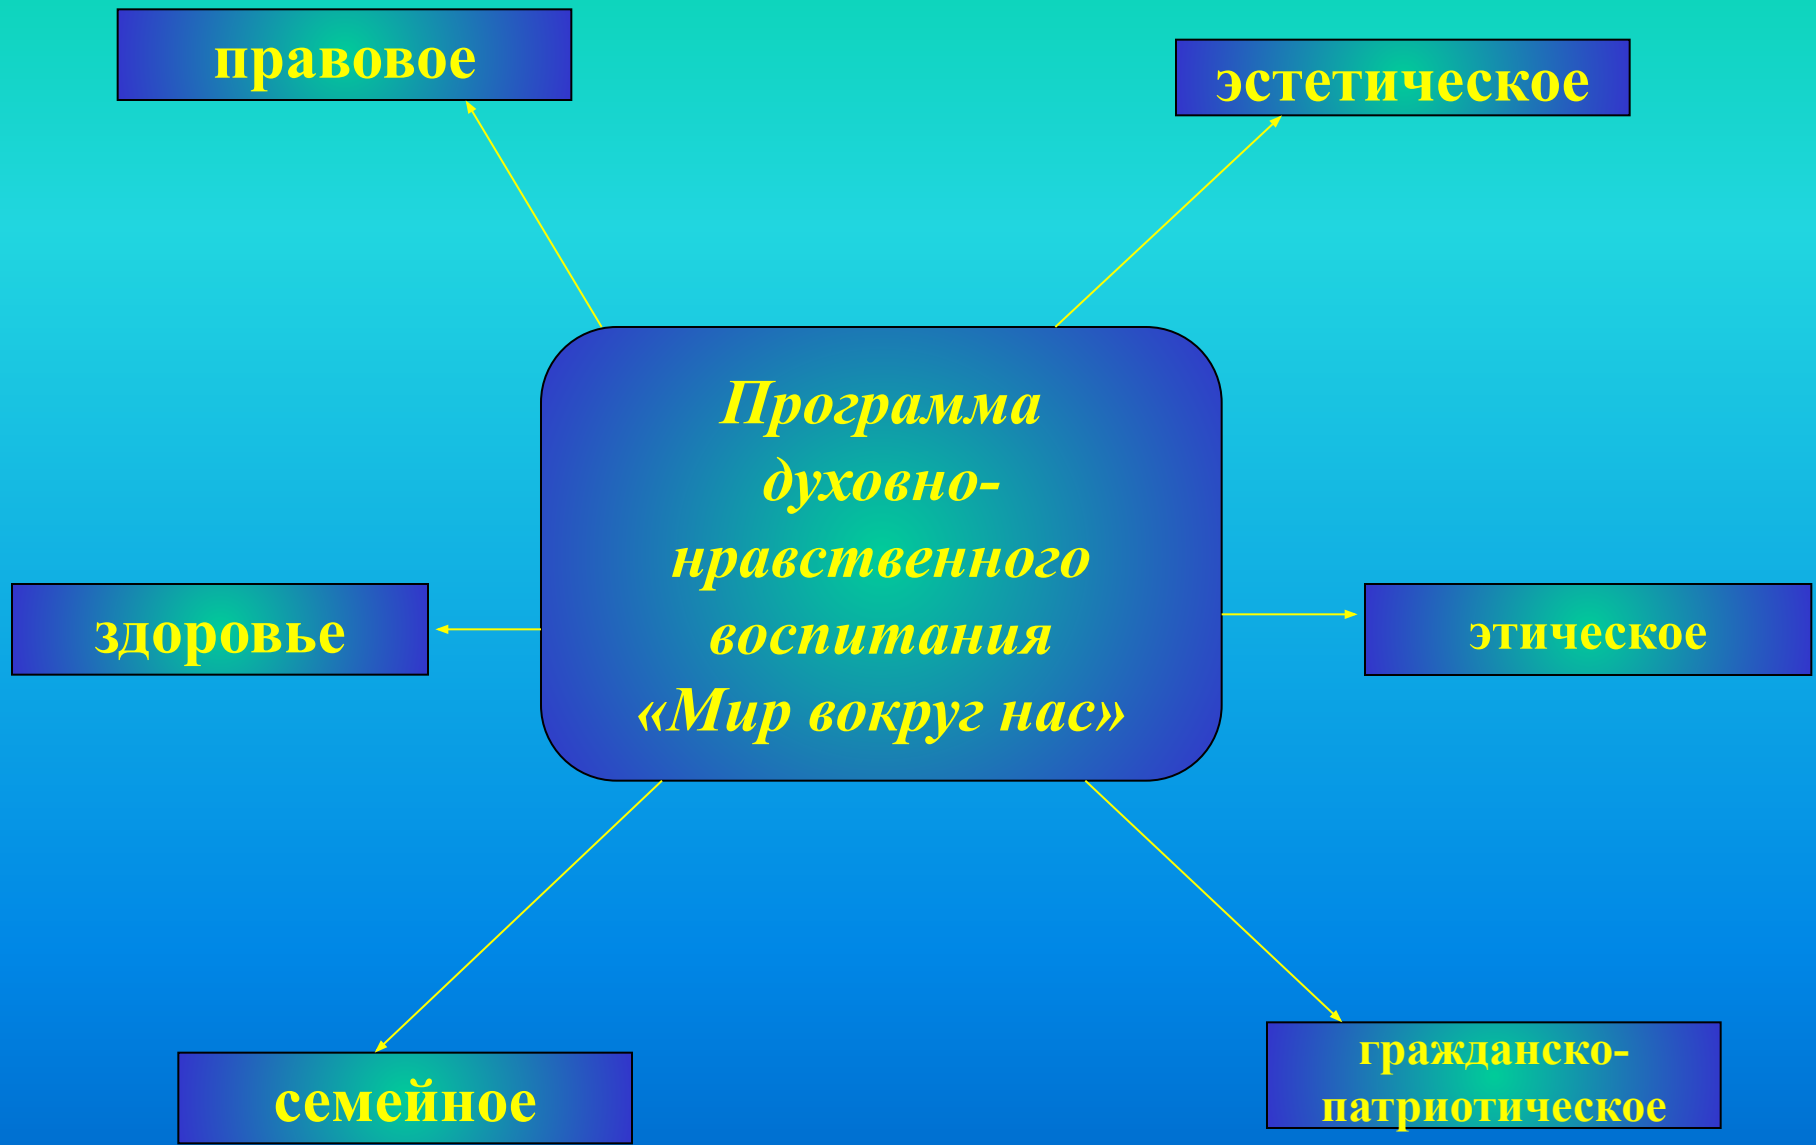 правовое
эстетическое
Программа
духовно-
нравственного
воспитания
«Мир вокруг нас»
здоровье
этическое
семейное
гражданско-
патриотическое